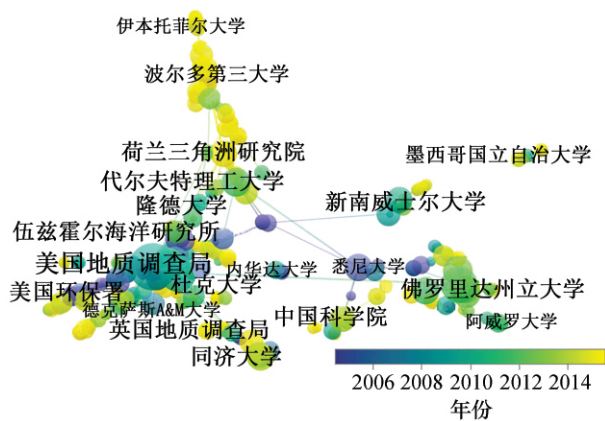 伊本托菲尔大学
波尔多第三大学
荷兰三角洲研究院
墨西哥国立自治大学
代尔夫特理工大学
隆德大学
新南威士尔大学
伍兹霍尔海洋研究所
美国地质调查局
内华达大学
悉尼大学
美国环保署
杜克大学
佛罗里达州立大学
德克萨斯A&M大学
中国科学院
阿威罗大学
英国地质调查局
同济大学
2006 2008 2010 2012 2014
年份